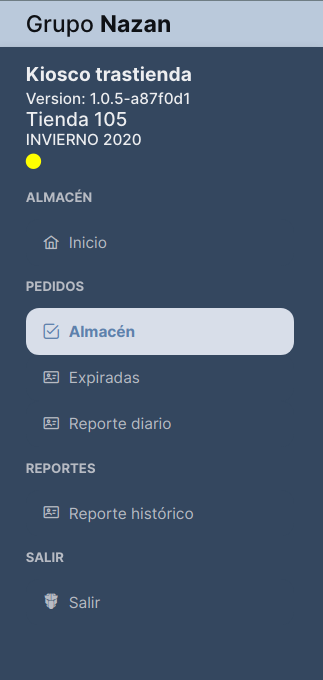 Grupo Nazan
Kiosco trastienda
Version: 1.0.5-a87f0d1
Tienda 105
INVIERNO 2020
ALMACÉN
Inicio
PEDIDOS
Almacén
Expiradas
Reporte diario
REPORTES
Reporte histórico
SALIR
Salir